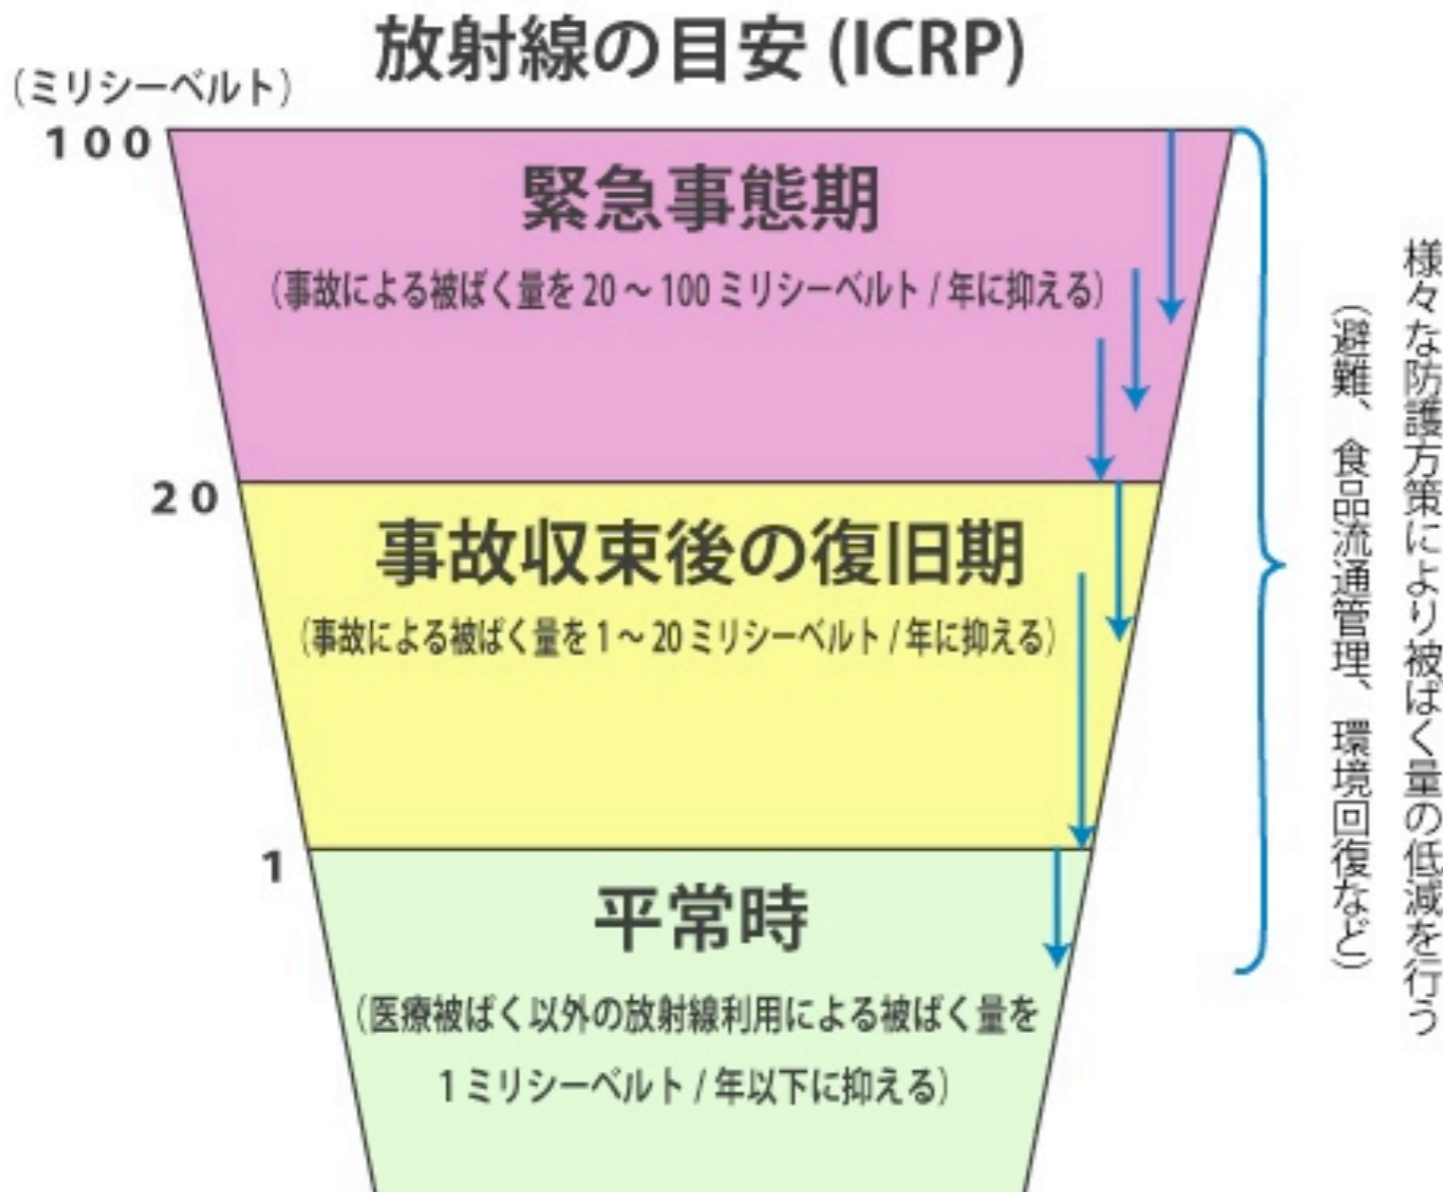 放射線の目安 (ICRP)
（ミリシーベルト）
100
緊急事態期
（事故による被ばく量を 20 〜 100 ミリシーベルト / 年に抑える）
20
事故収束後の復旧期
（事故による被ばく量を 1 〜 20 ミリシーベルト / 年に抑える）
1
平常時
（医療被ばく以外の放射線利用による被ばく量を
1 ミリシーベルト / 年以下に抑える）
様々な防護方策により被ばく量の低減を行う
（避難、食品流通管理、環境回復など）